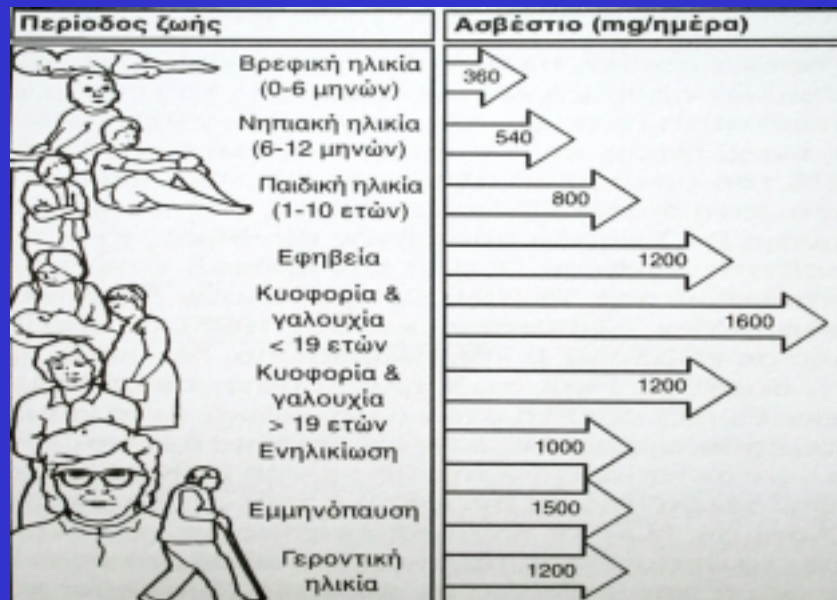 Περίοδος ζωής
Ασβέστιο (mg/ημέρα)
Βρεφική ηλικία
(0-6 μηνών)
360
Νηπιακή ηλικία
(6-12 μηνών)
540
Παιδική ηλικία
(1-10 ετών)
800
Εφηβεία
1200
Κυοφορία &
γαλουχία
< 19 ετών
1600
Κυοφορία &
γαλουχία
> 19 ετών
1200
Ενηλικίωση
1000
Εμμηνόπαυση
1500
Γεροντική
ηλικία
1200